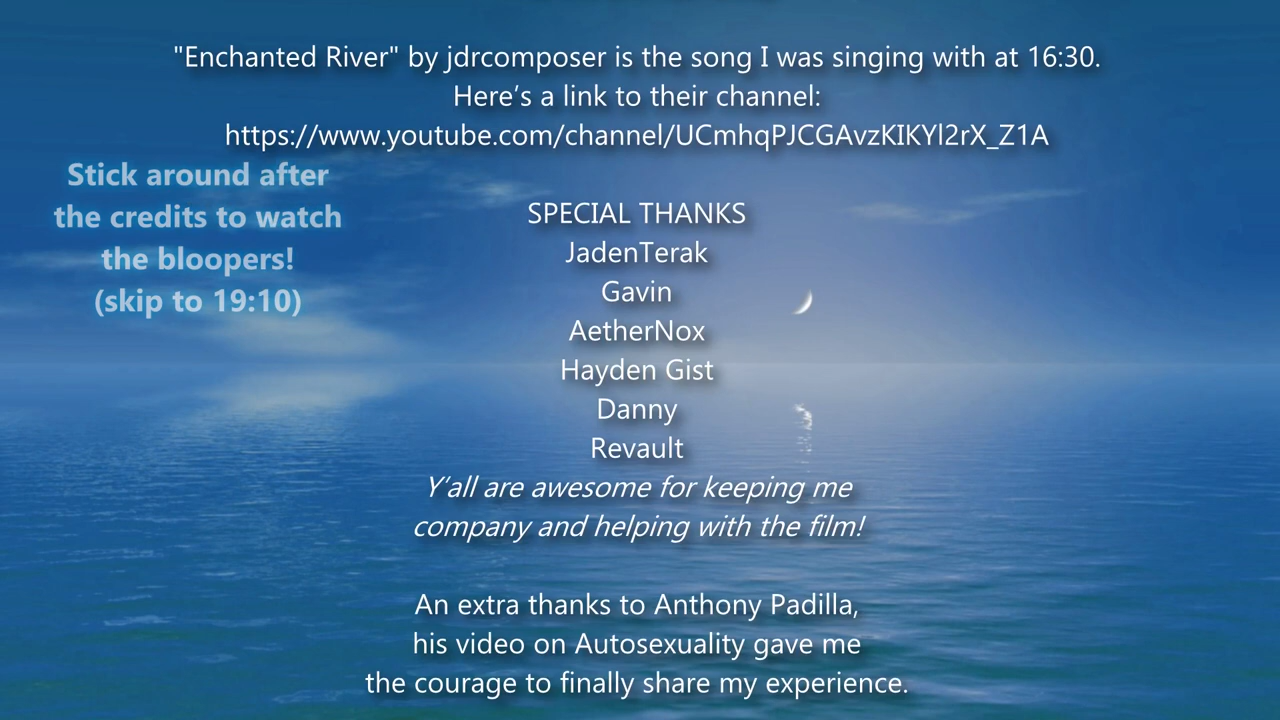 "Enchanted River" by jdrcomposer is the song I was singing with at 16:30.
Here’s a link to their channel:
https://www.youtube.com/channel/UCmhqPJCGAvzKIKYl2rX_Z1A
Stick around after
the credits to watch
the bloopers!
(skip to 19:10)
SPECIAL THANKS
JadenTerak
Gavin
AetherNox
Hayden Gist
Danny
Revault
Y’all are awesome for keeping me
company and helping with the film!
An extra thanks to Anthony Padilla,
his video on Autosexuality gave me
the courage to finally share my experience.